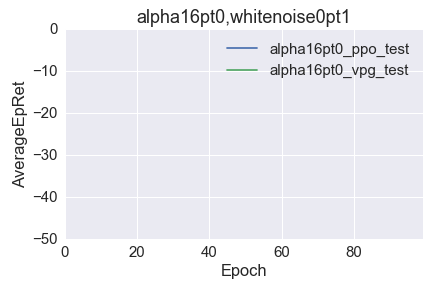 alpha16pt0,whitenoise0pt1
alpha16pt0_ppo_test
alpha16pt0_vpg_test
AverageEpRet
0
−10
−20
−30
−40
−50
0 20 40 60 80
Epoch